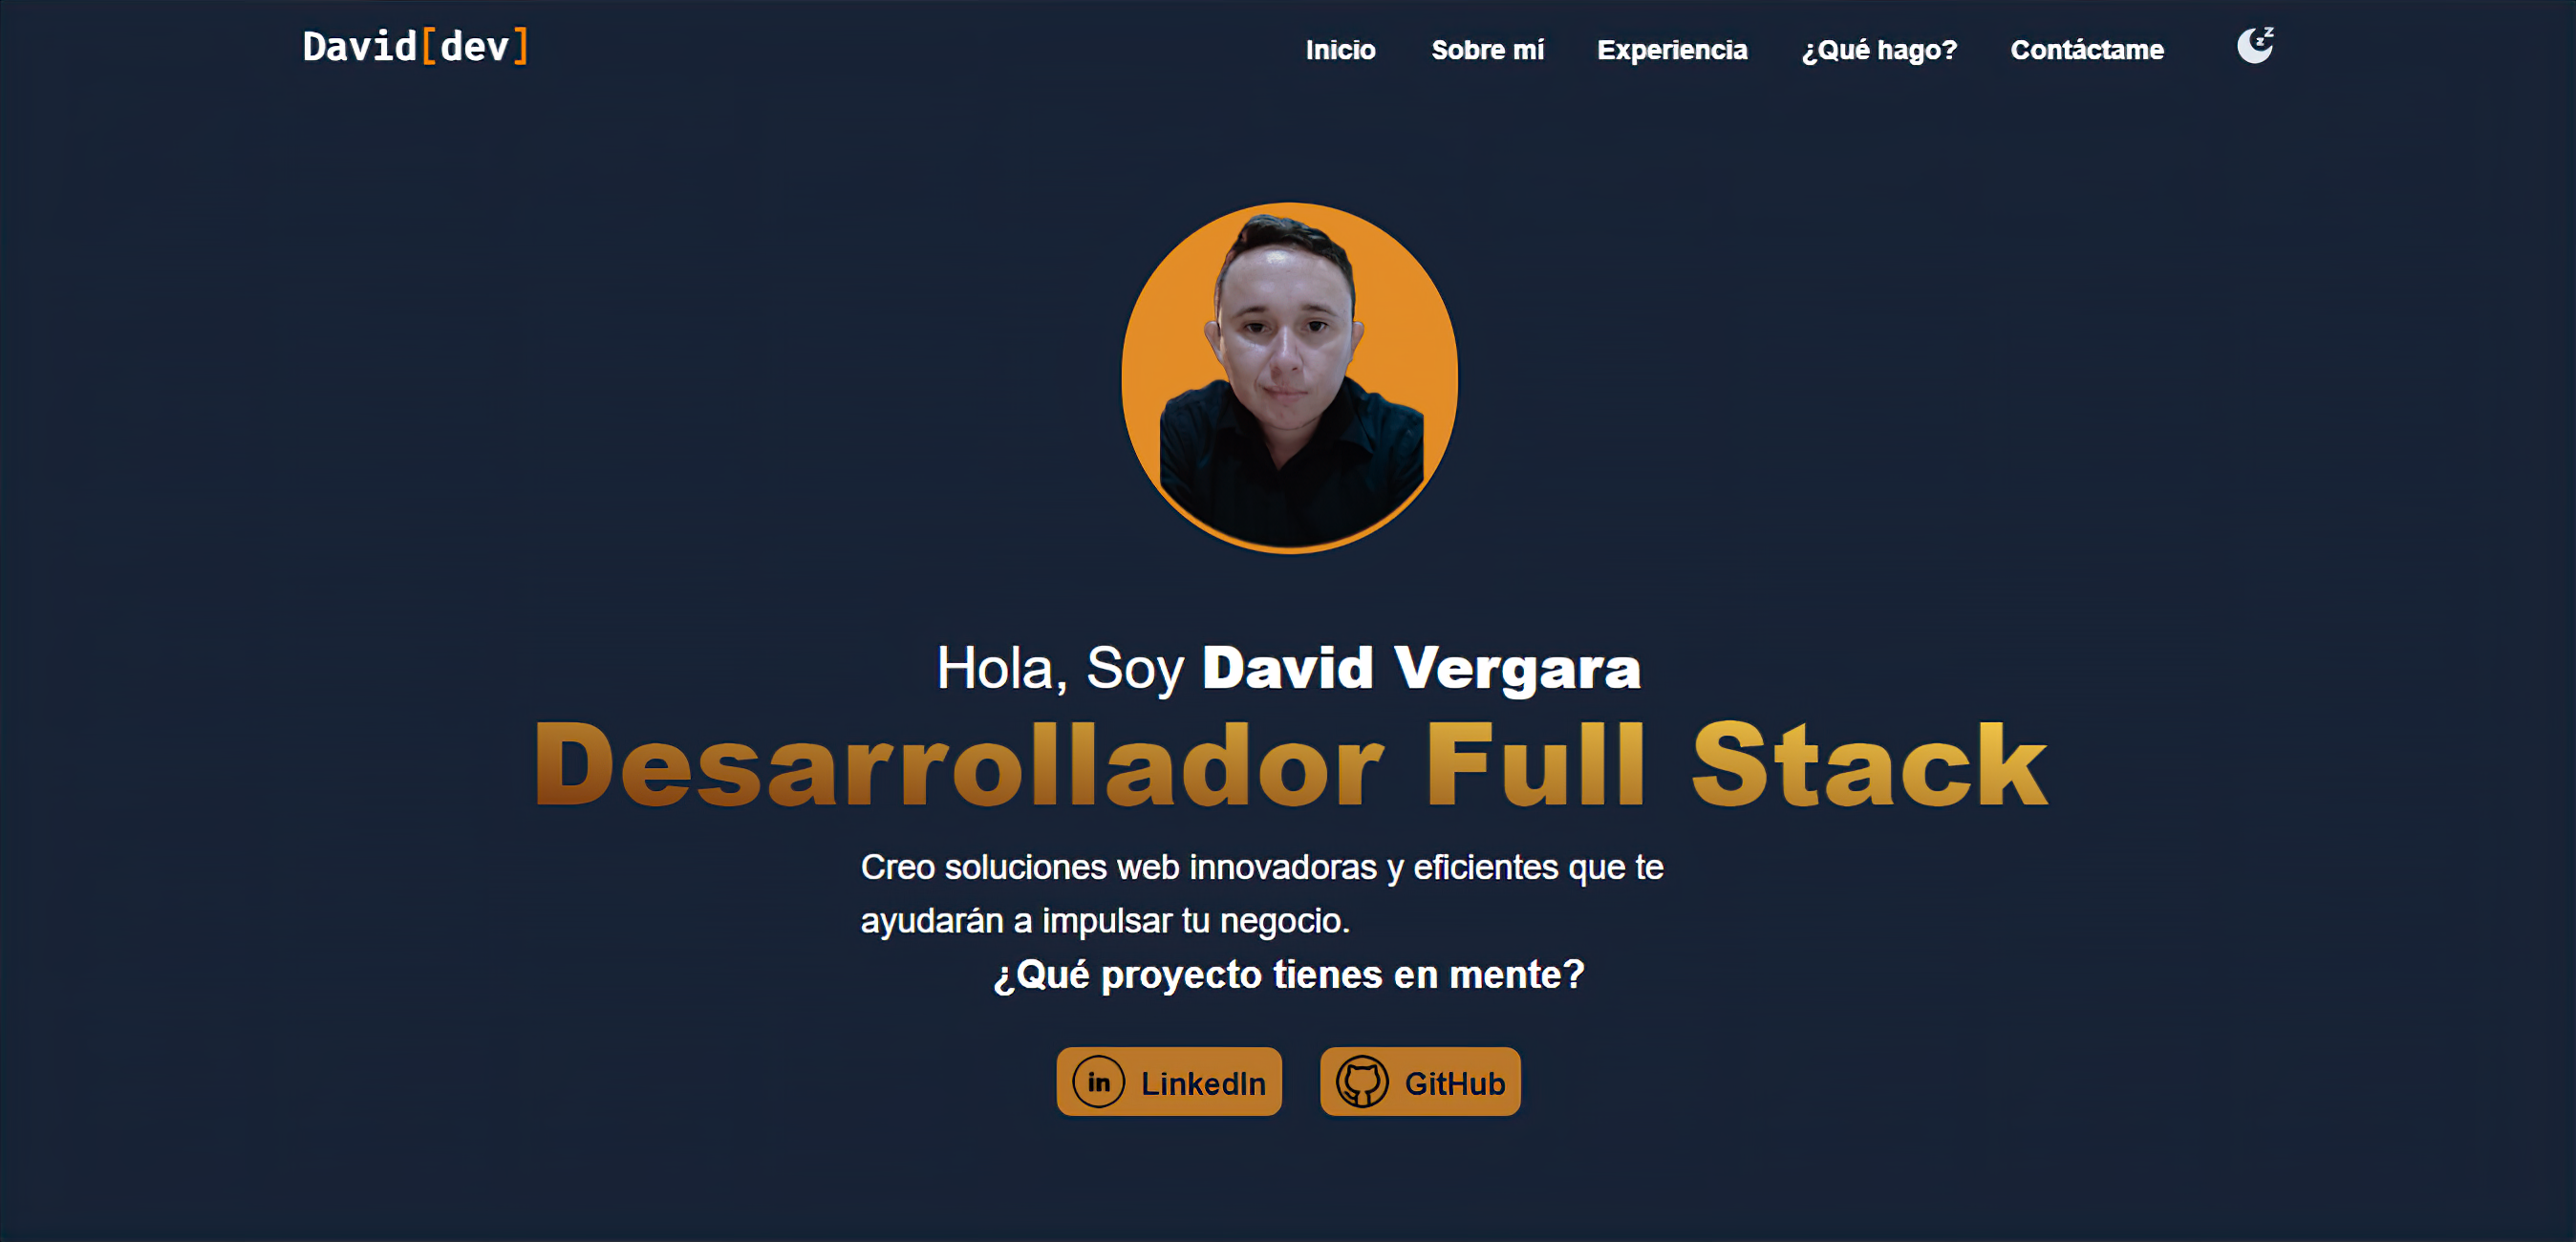 David[dev]
Inicio Sobre mí Experiencia ¿Qué hago? Contáctame
Hola, Soy David Vergara
Desarrollador Full Stack
Creo soluciones web innovadoras y eficientes que te
ayudarán a impulsar tu negocio.
¿Qué proyecto tienes en mente?
in LinkedIn GitHub